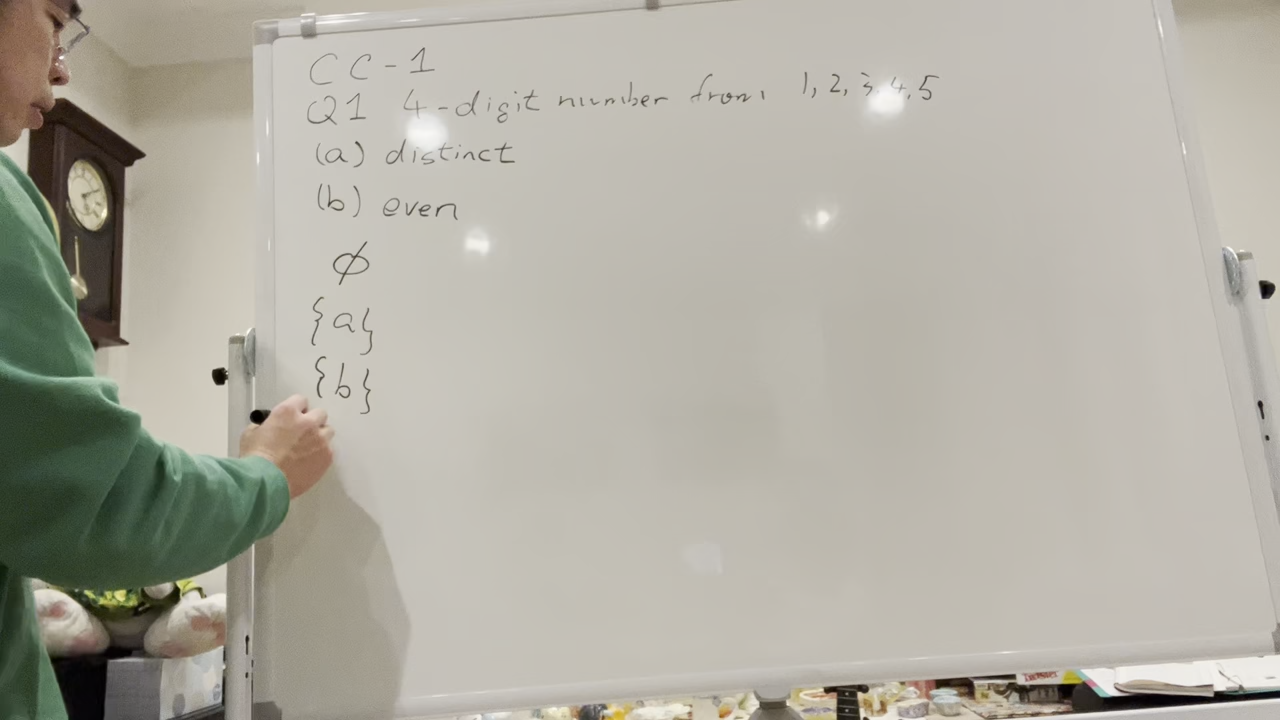 CC-1
Q1 4-digit number from 1, 2, 3, 4, 5
(a) distinct
(b) even
∅
{a}
{b}